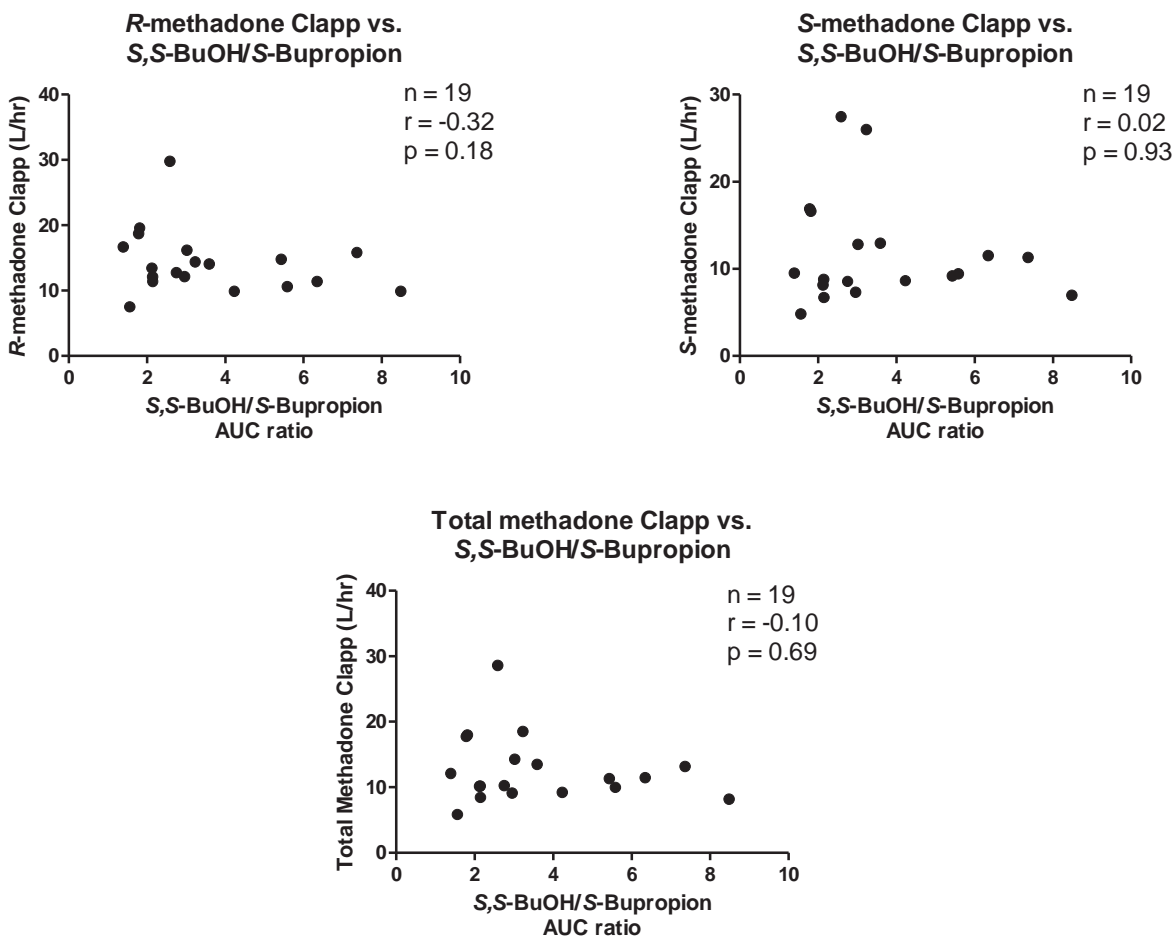 R-methadone Clapp vs.
S,S-BuOH/S-Bupropion
n = 19
r = -0.32
p = 0.18
R-methadone Clapp (L/hr)
40
30
20
10
0
0 2 4 6 8 10
S,S-BuOH/S-Bupropion
AUC ratio
S-methadone Clapp vs.
S,S-BuOH/S-Bupropion
n = 19
r = 0.02
p = 0.93
S-methadone Clapp (L/hr)
30
20
10
0
0 2 4 6 8 10
S,S-BuOH/S-Bupropion
AUC ratio
Total methadone Clapp vs.
S,S-BuOH/S-Bupropion
n = 19
r = -0.10
p = 0.69
Total Methadone Clapp (L/hr)
40
30
20
10
0
0 2 4 6 8 10
S,S-BuOH/S-Bupropion
AUC ratio